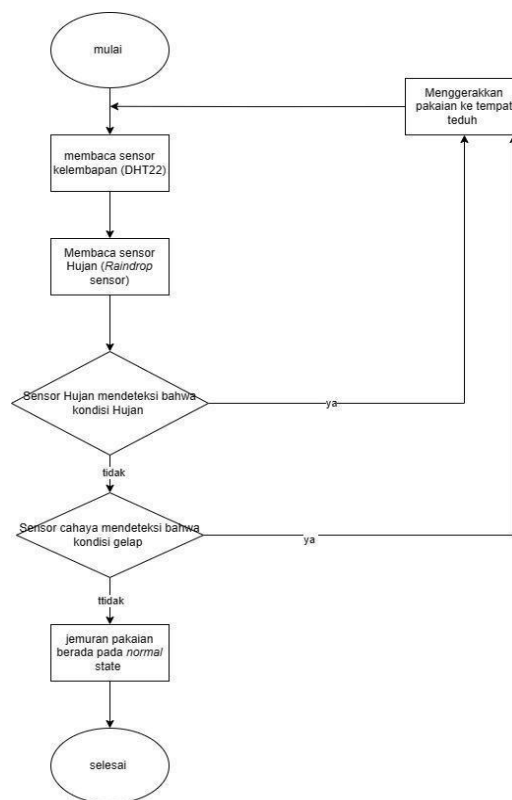 mulai
Menggerakkan
pakaian ke tempat
teduh
membaca sensor
kelembapan (DHT22)
Membaca sensor
Hujan (Raindrop
sensor)
Sensor Hujan mendeteksi bahwa
kondisi Hujan
ya
tidak
Sensor cahaya mendeteksi bahwa
kondisi gelap
ya
ttidak
jemuran pakaian
berada pada normal
state
selesai